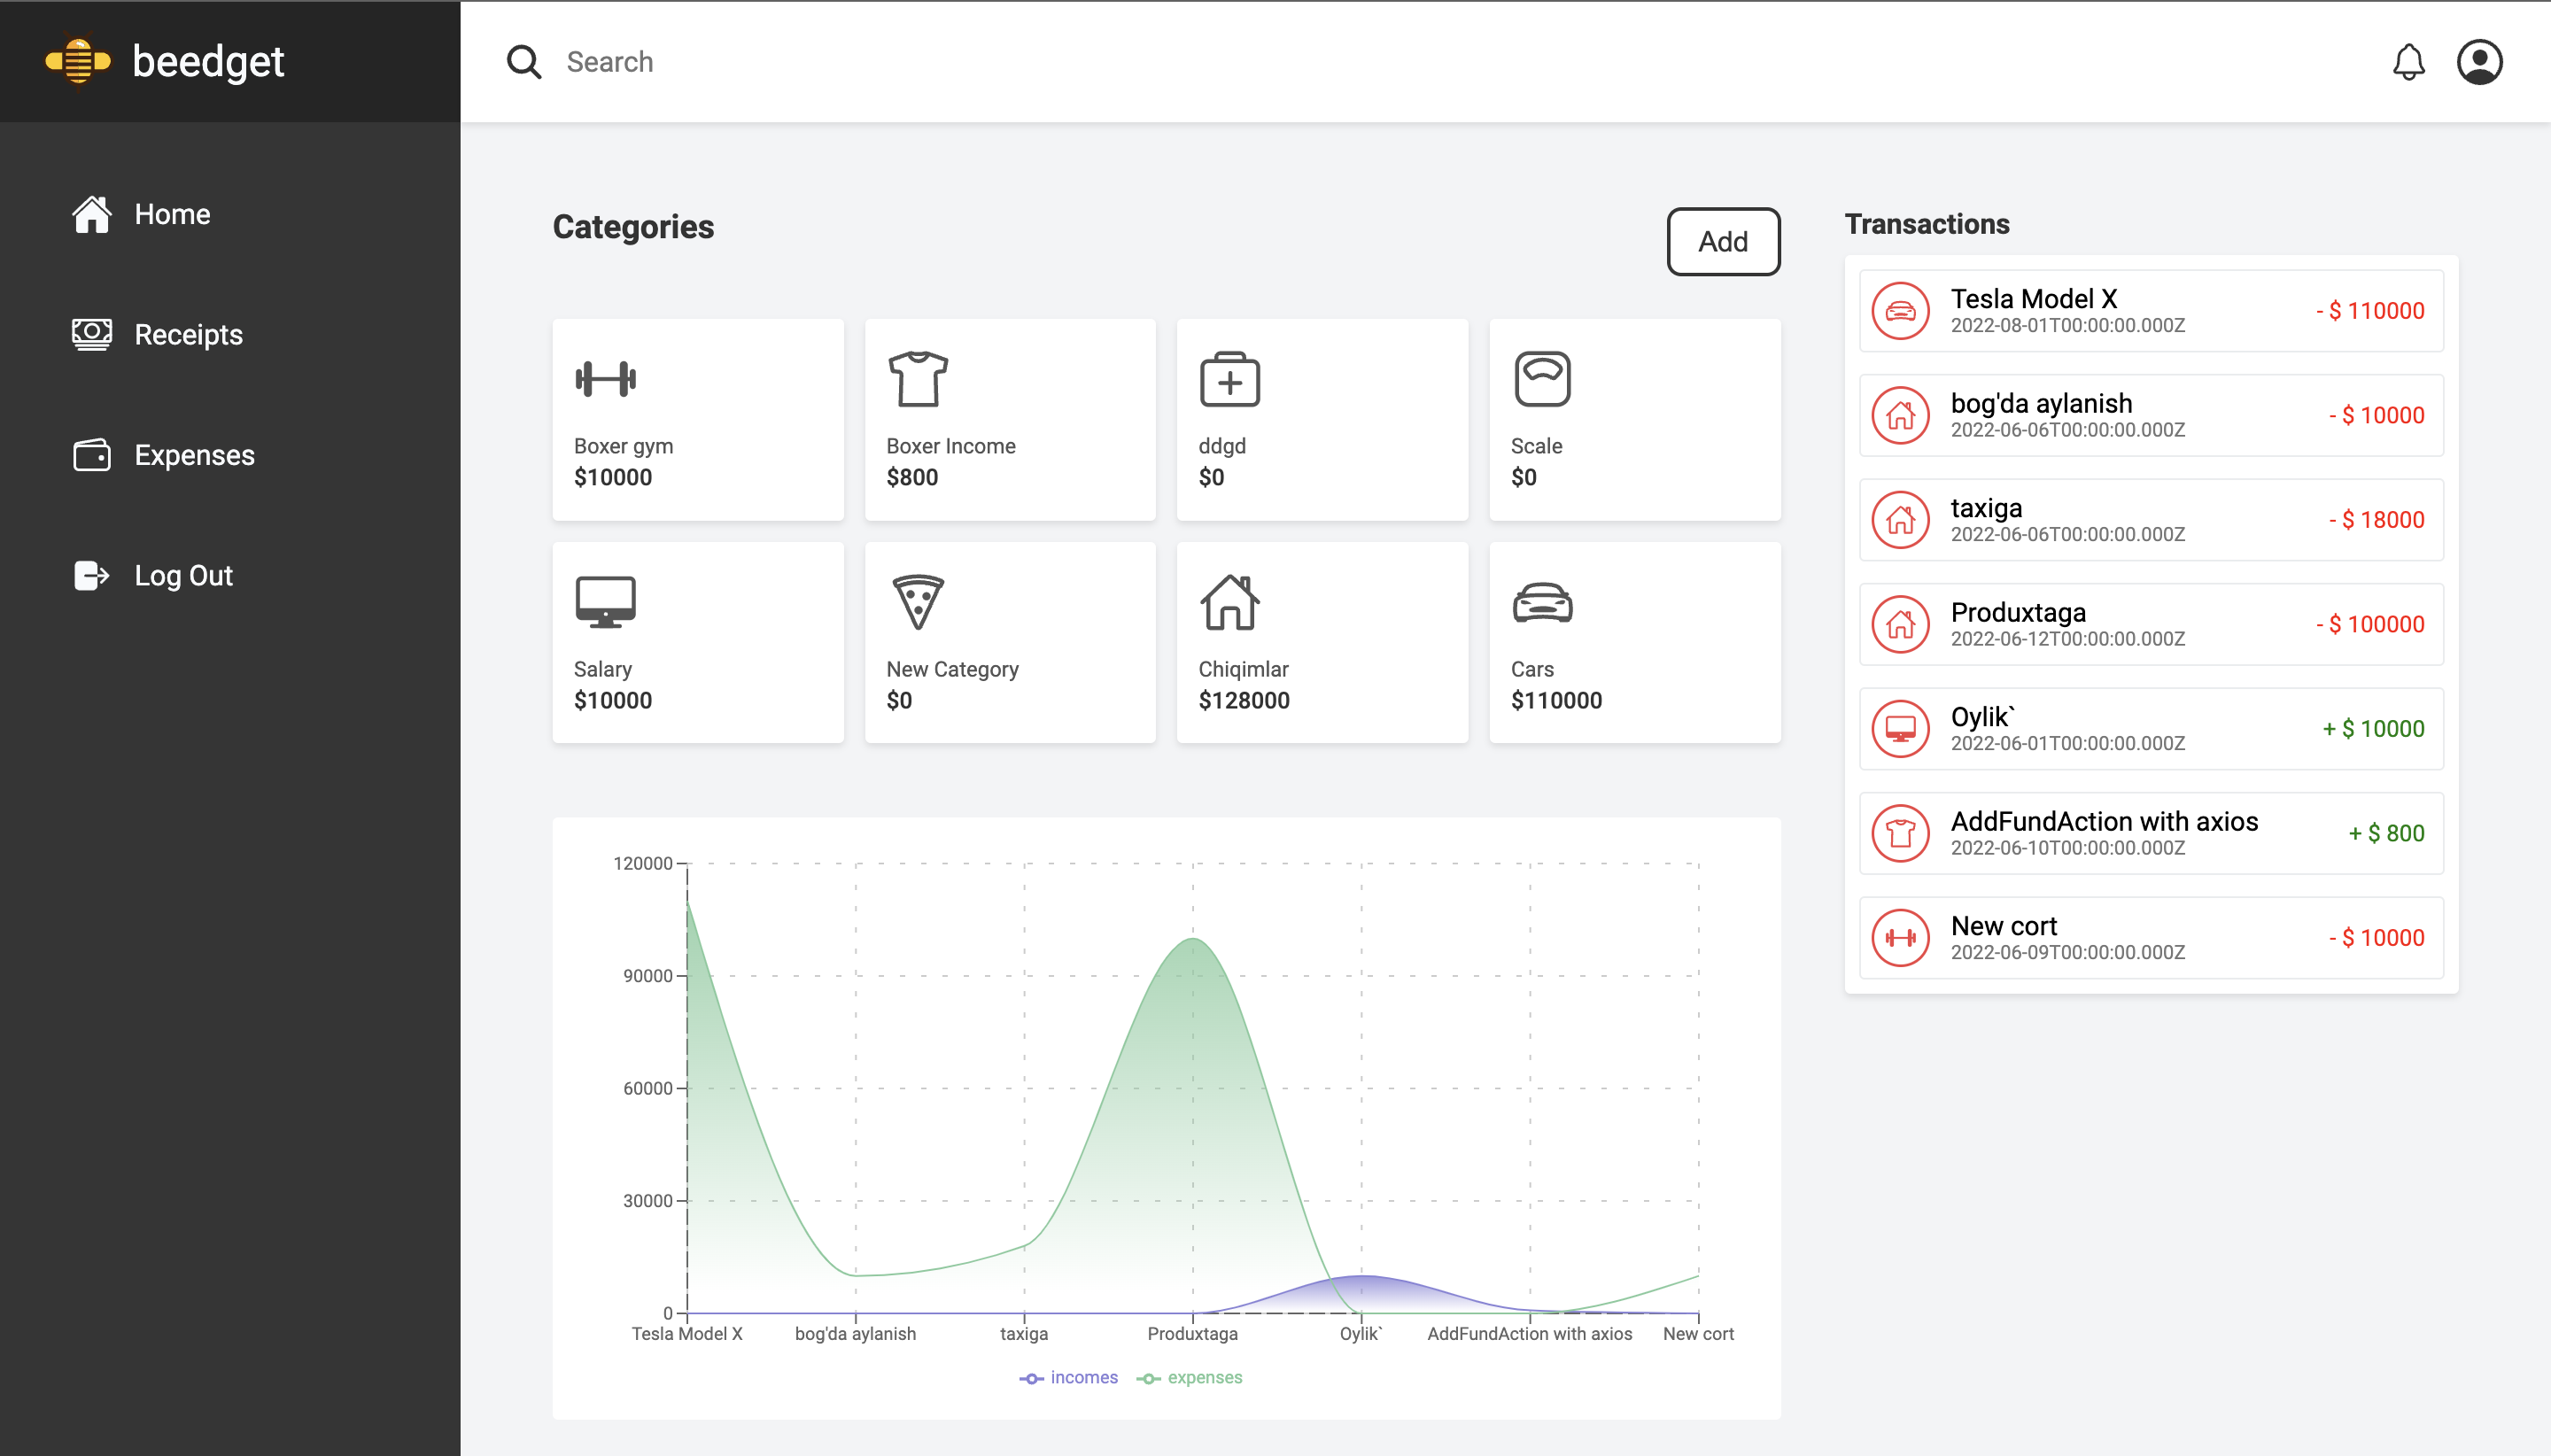 beedget
Search
Home
Receipts
Expenses
Log Out
Categories
Add
Boxer gym
$10000
Boxer Income
$800
ddgd
$0
Scale
$0
Salary
$10000
New Category
$0
Chiqimlar
$128000
Cars
$110000
120000
90000
60000
30000
0
Tesla Model X
bog'da aylanish
taxiga
Produxtaga
Oylik`
AddFundAction with axios
New cort
incomes
expenses
Transactions
Tesla Model X
2022-08-01T00:00:00.000Z
- $ 110000
bog'da aylanish
2022-06-06T00:00:00.000Z
- $ 10000
taxiga
2022-06-06T00:00:00.000Z
- $ 18000
Produxtaga
2022-06-12T00:00:00.000Z
- $ 100000
Oylik`
2022-06-01T00:00:00.000Z
+ $ 10000
AddFundAction with axios
2022-06-10T00:00:00.000Z
+ $ 800
New cort
2022-06-09T00:00:00.000Z
- $ 10000